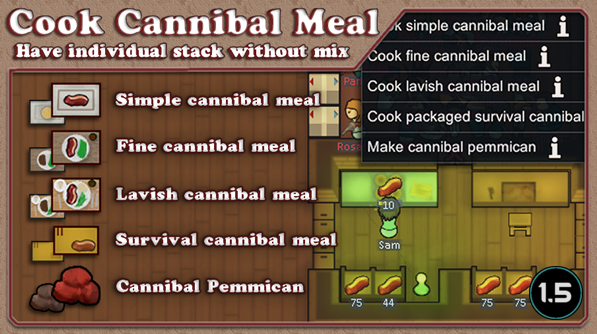 Cook Cannibal Meal
Have individual stack without mix
Simple cannibal meal
Fine cannibal meal
Lavish cannibal meal
Survival cannibal meal
Cannibal Pemmican
simple cannibal meal
Cook fine cannibal meal
Cook lavish cannibal meal
Cook packaged survival cannibal
Make cannibal pemmican
10
Sam
75
44
75
75
1.5